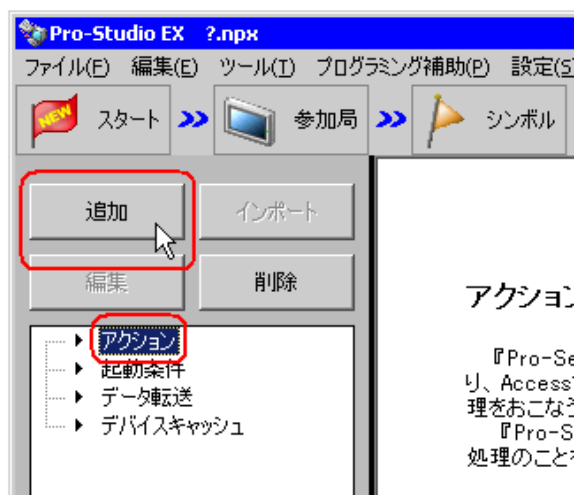 Pro-Studio EX ?.npx
ファイル(F) 編集(E) ツール(T) プログラミング補助(P) 設定(S
NEW スタート >> 参加局 >> シンボル
追加 インポート
編集 削除
アクション
起動条件
データ転送
デバイスキャッシュ
アクション
『Pro-Se
り、Access
理をおこなう
『Pro-S
処理のことを